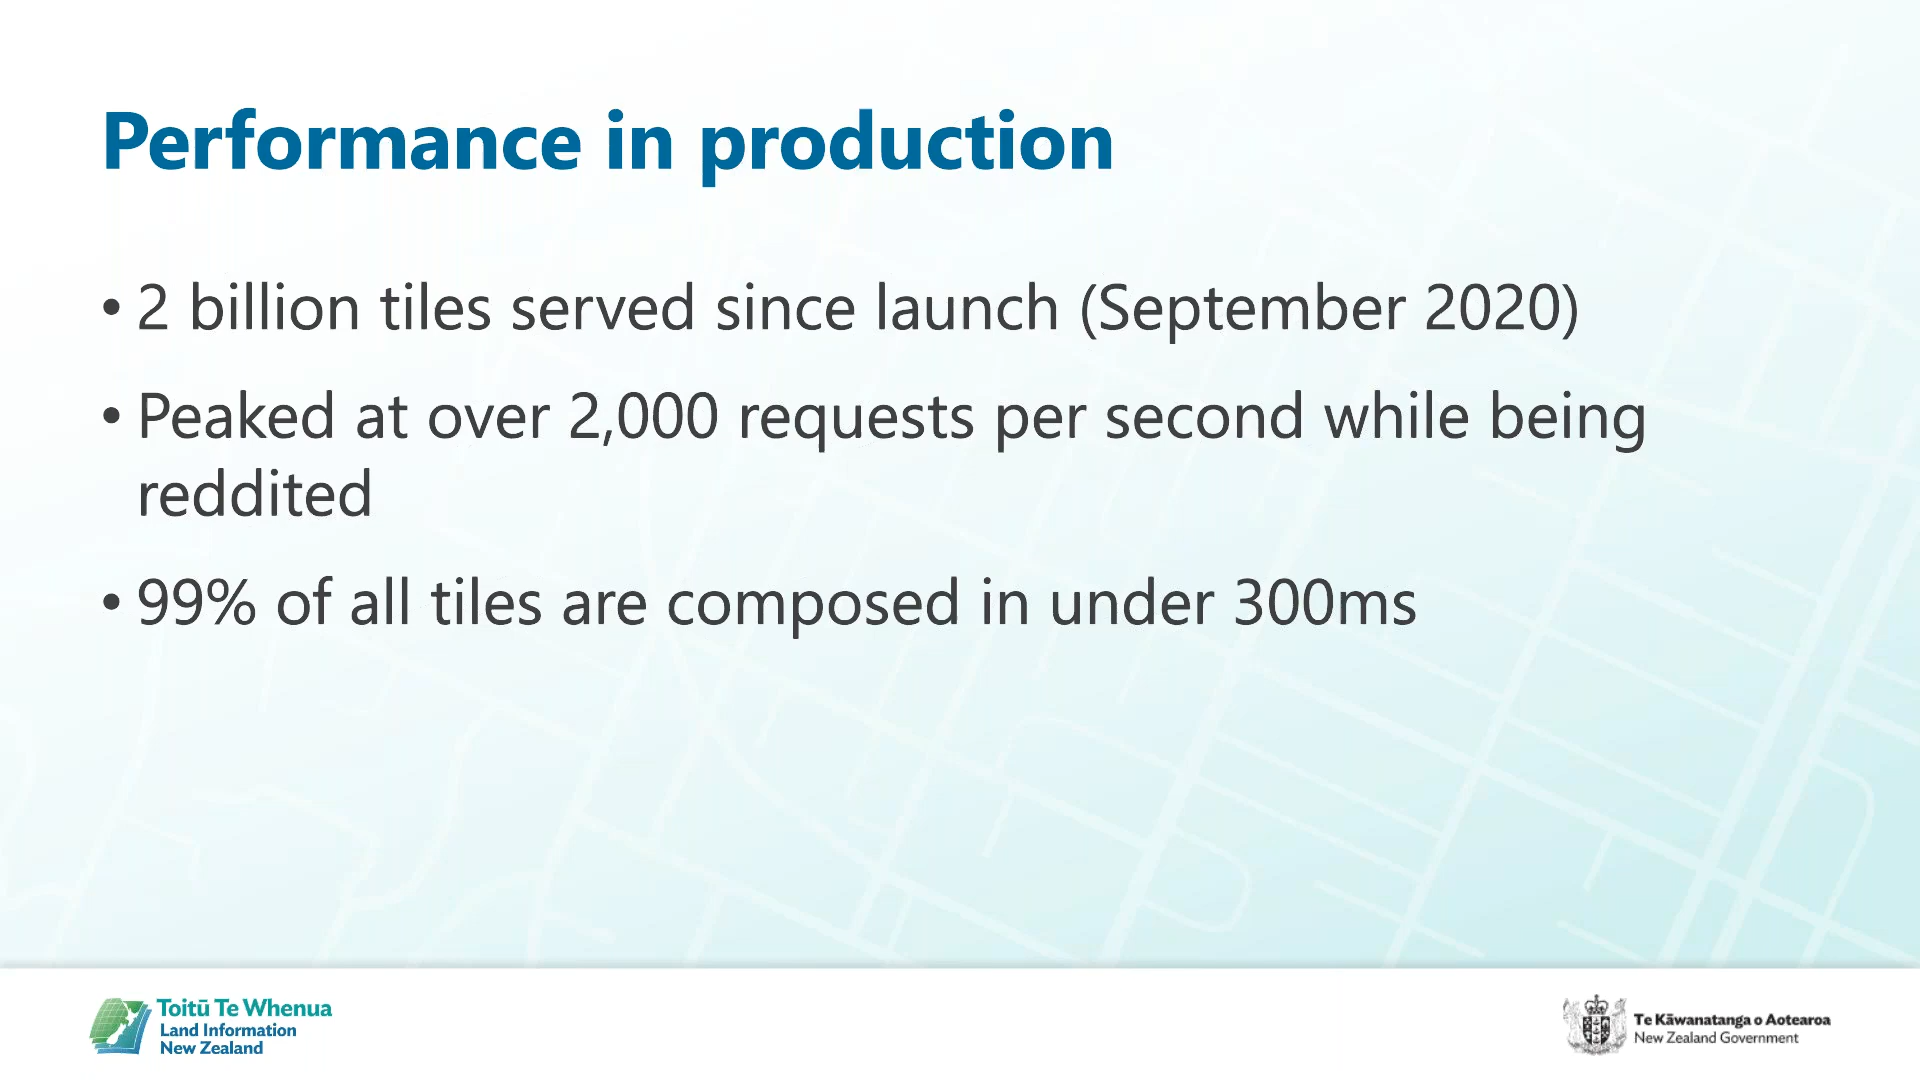 Performance in production
• 2 billion tiles served since launch (September 2020)
• Peaked at over 2,000 requests per second while being
reddited
• 99% of all tiles are composed in under 300ms
Toitū Te Whenua
Land Information
New Zealand
Te Kāwanatanga o Aotearoa
New Zealand Government